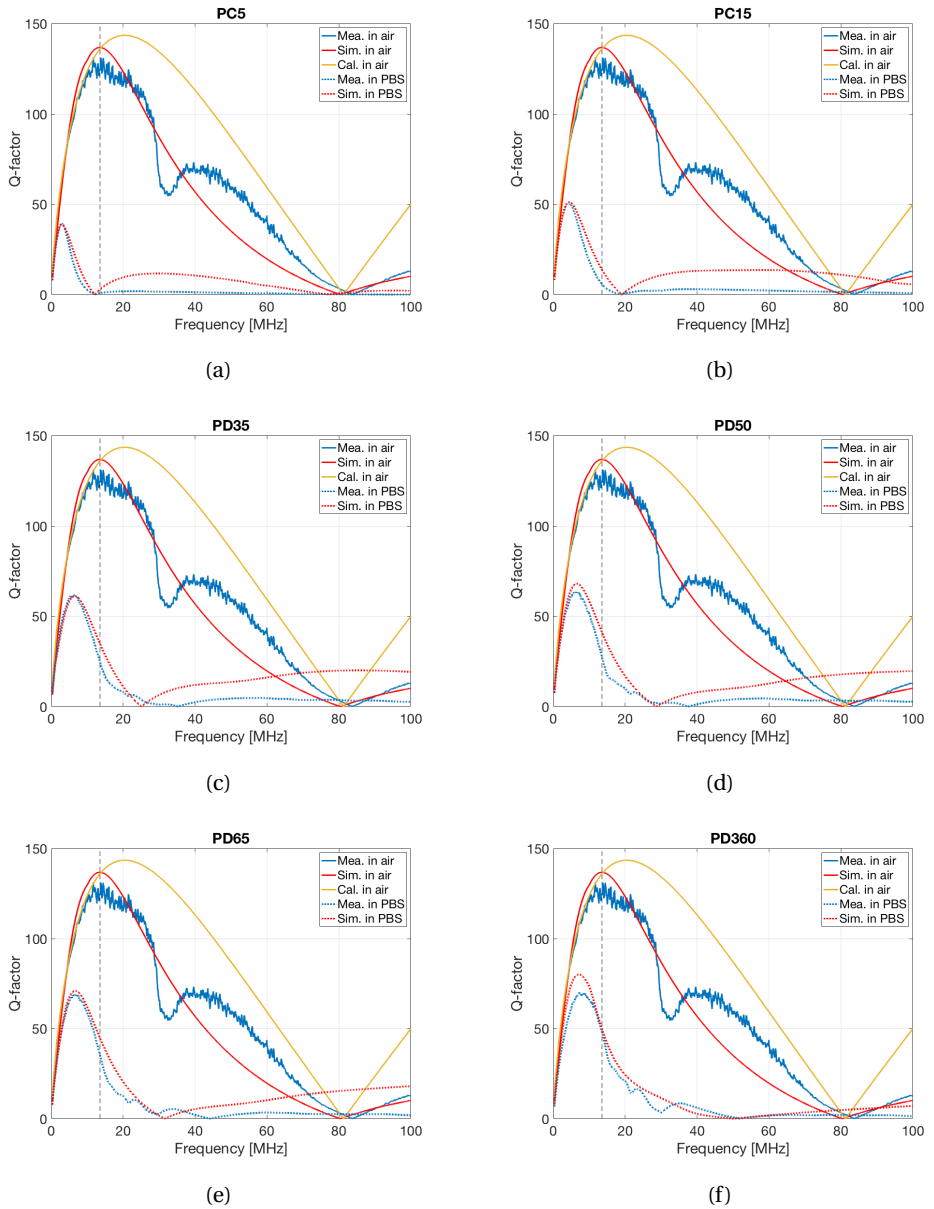 PC5
150
100
50
0
Q-factor
Mea. in air
Sim. in air
Cal. in air
Mea. in PBS
Sim. in PBS
0 20 40 60 80 100
Frequency [MHz]
(a)
PC15
150
100
50
0
Q-factor
Mea. in air
Sim. in air
Cal. in air
Mea. in PBS
Sim. in PBS
0 20 40 60 80 100
Frequency [MHz]
(b)
PD35
150
100
50
0
Q-factor
Mea. in air
Sim. in air
Cal. in air
Mea. in PBS
Sim. in PBS
0 20 40 60 80 100
Frequency [MHz]
(c)
PD50
150
100
50
0
Q-factor
Mea. in air
Sim. in air
Cal. in air
Mea. in PBS
Sim. in PBS
0 20 40 60 80 100
Frequency [MHz]
(d)
PD65
150
100
50
0
Q-factor
Mea. in air
Sim. in air
Cal. in air
Mea. in PBS
Sim. in PBS
0 20 40 60 80 100
Frequency [MHz]
(e)
PD360
150
100
50
0
Q-factor
Mea. in air
Sim. in air
Cal. in air
Mea. in PBS
Sim. in PBS
0 20 40 60 80 100
Frequency [MHz]
(f)